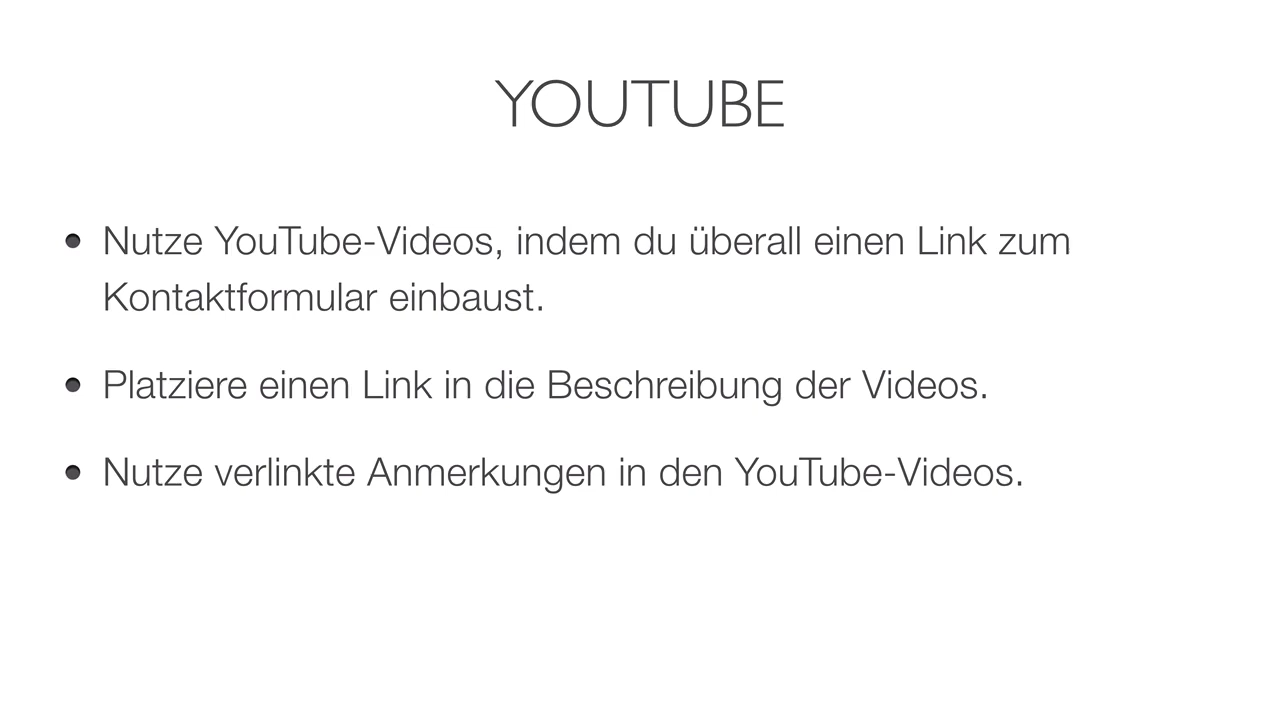 YOUTUBE
• Nutze YouTube-Videos, indem du überall einen Link zum
Kontaktformular einbaust.
• Platziere einen Link in die Beschreibung der Videos.
• Nutze verlinkte Anmerkungen in den YouTube-Videos.